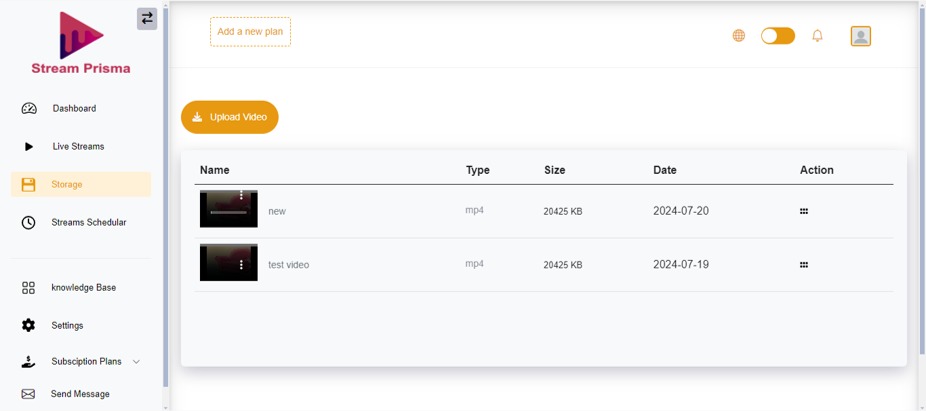 Stream Prisma
Dashboard
Live Streams
Storage
Streams Schedular
knowledge Base
Settings
Subsciption Plans
Send Message
Add a new plan
Upload Video
Name Type Size Date Action
new mp4 20425 KB 2024-07-20
test video mp4 20425 KB 2024-07-19